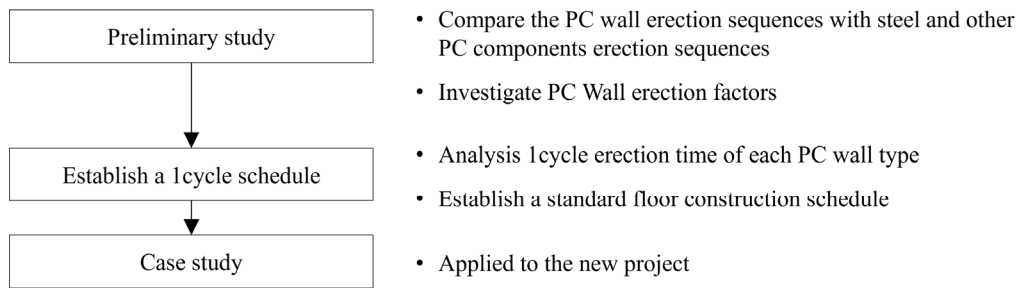 Preliminary study
• Compare the PC wall erection sequences with steel and other
PC components erection sequences
• Investigate PC Wall erection factors
Establish a 1cycle schedule
• Analysis 1cycle erection time of each PC wall type
• Establish a standard floor construction schedule
Case study
• Applied to the new project